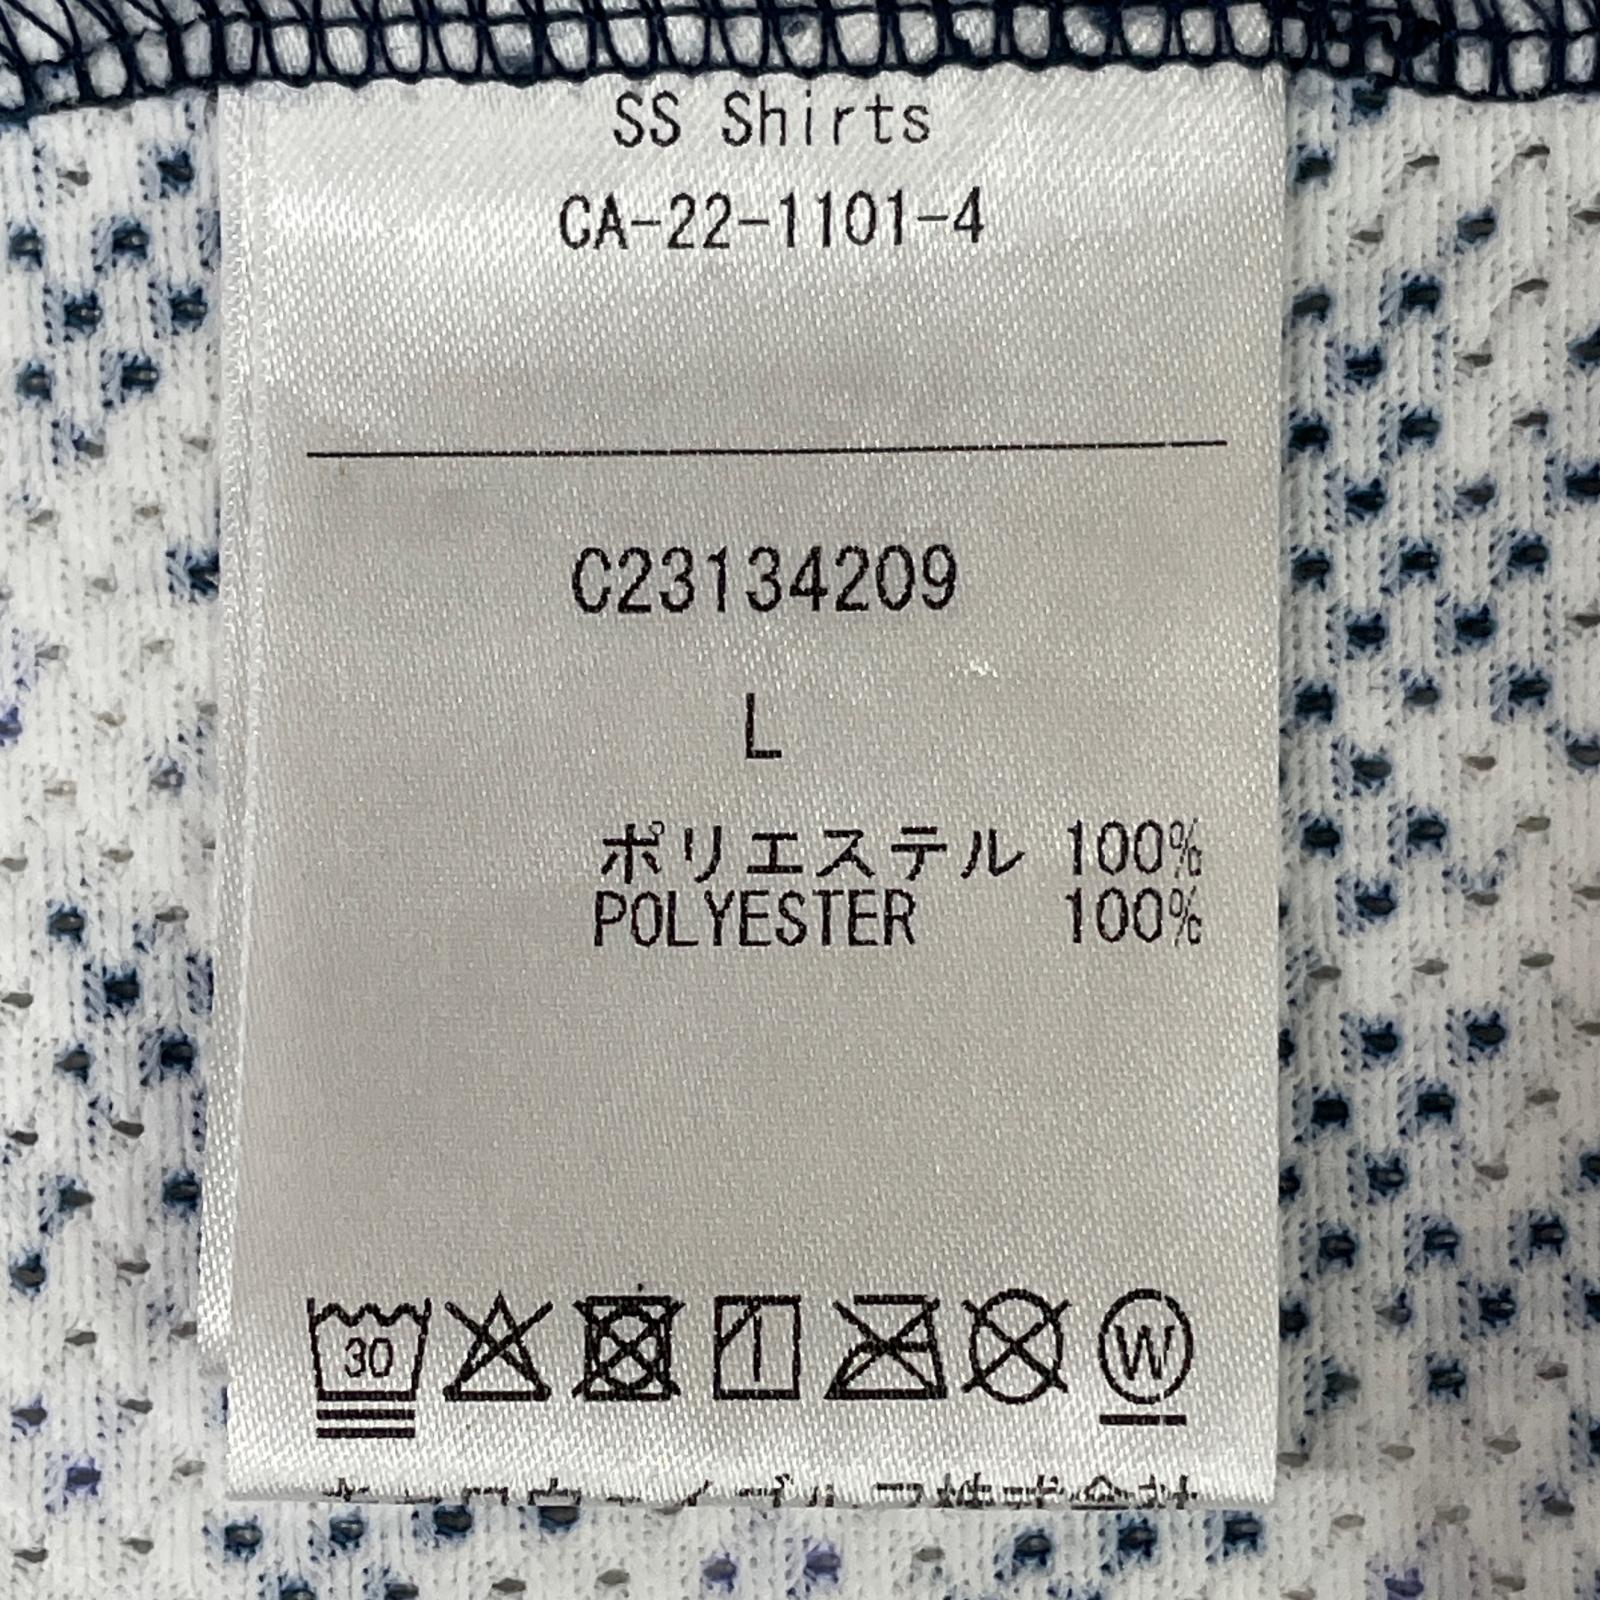 SS Shirts
CA-22-1101-4
C23134209
L
ポリエステル 100%
POLYESTER 100%
30
W